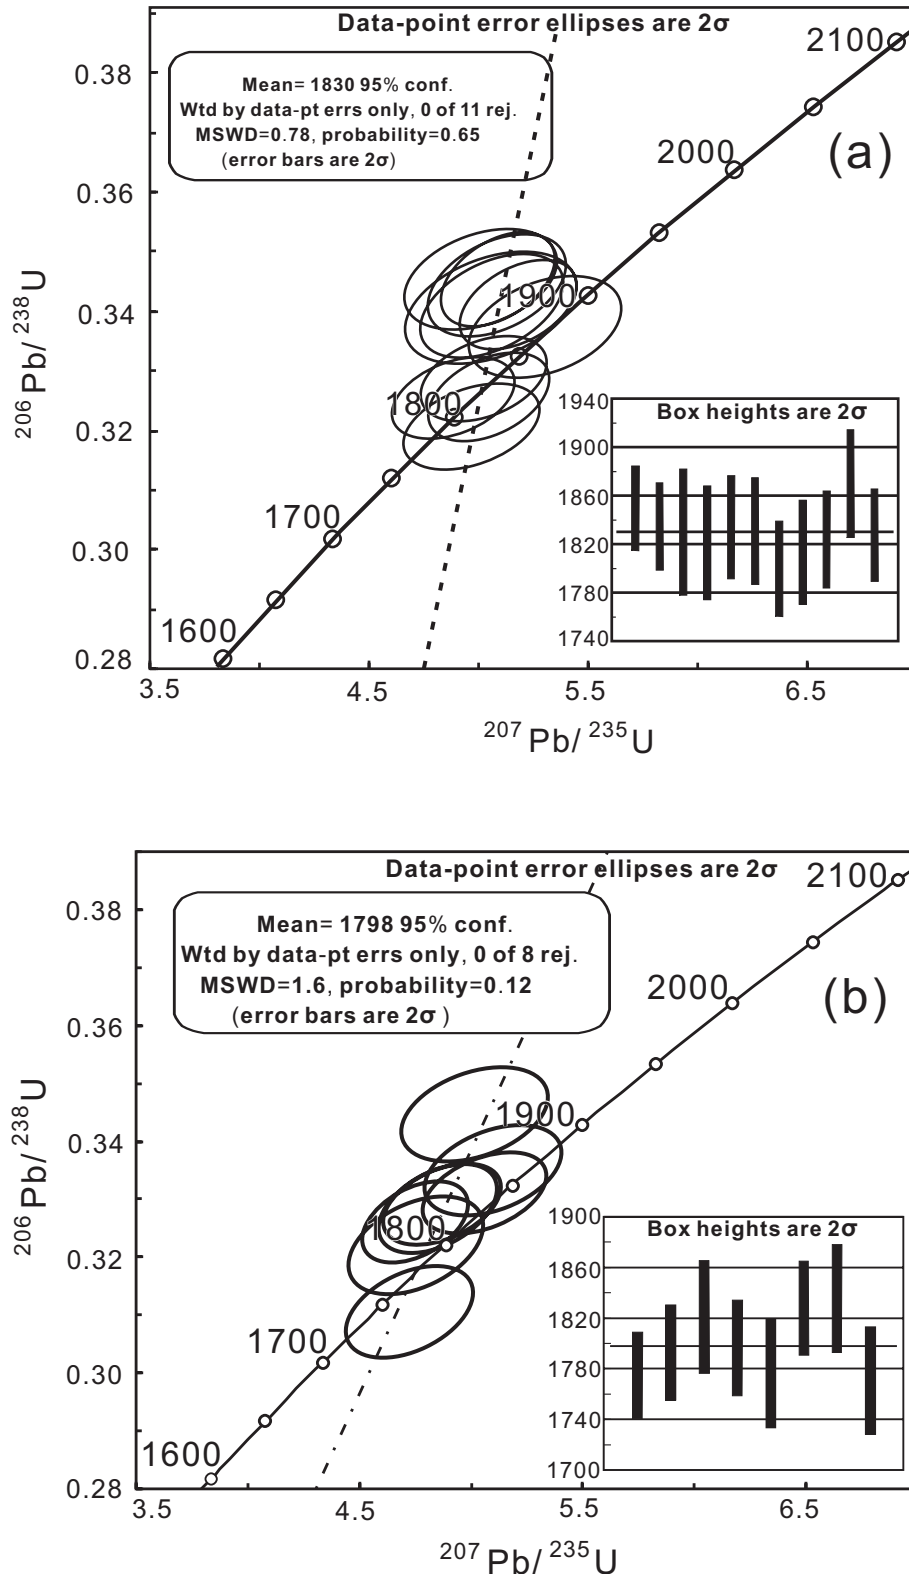 Data-point error ellipses are 2σ
2100
0.38
Mean= 1830 95% conf.
Wtd by data-pt errs only, 0 of 11 rej.
MSWD=0.78, probability=0.65
(error bars are 2σ)
2000
(a)
0.36
0.34
1900
206Pb/238U
0.32
1800
1940
Box heights are 2σ
1900
1860
1820
1780
1740
1700
0.30
1600
0.28
3.5
4.5
5.5
6.5
207Pb/235U
Data-point error ellipses are 2σ
2100
0.38
Mean= 1798 95% conf.
Wtd by data-pt errs only, 0 of 8 rej.
MSWD=1.6, probability=0.12
(error bars are 2σ )
2000
(b)
0.36
0.34
1900
206Pb/238U
0.32
1800
1900
Box heights are 2σ
1860
1820
1780
1740
1700
1700
0.30
1600
0.28
3.5
4.5
5.5
6.5
207Pb/235U